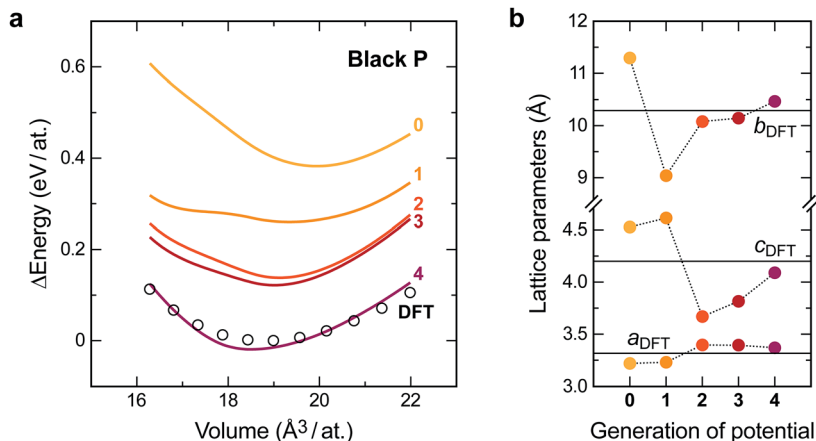 a
Black P
0.6
0.4
0.2
0
ΔEnergy (eV / at.)
0
1
2
3
4
DFT
16
18
20
22
Volume (Å3 / at.)
b
11
10
9
4.5
4.0
3.5
3.0
Lattice parameters (Å)
bDFT
cDFT
aDFT
0 1 2 3 4
Generation of potential